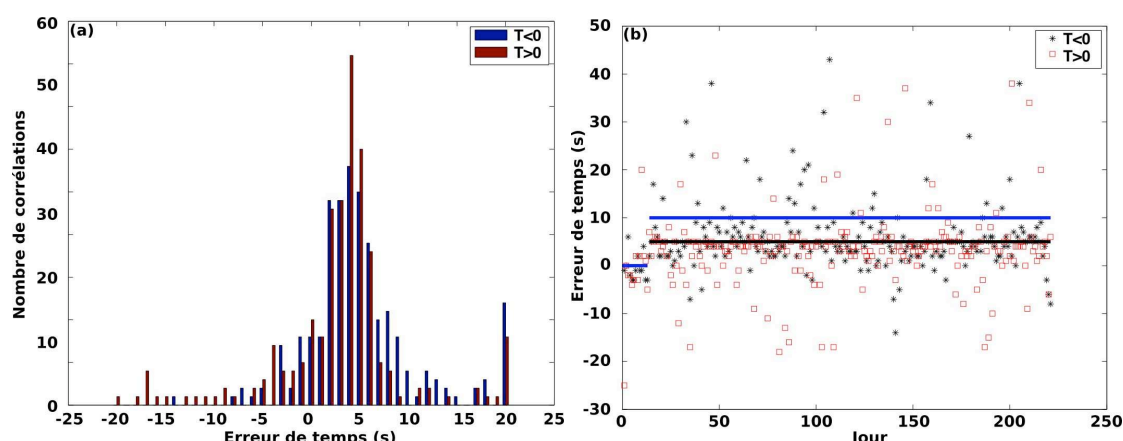 (a)
T<0
T>0
60
50
40
30
20
10
0
-25 -20 -15 -10 -5 0 5 10 15 20 25
Nombre de corrélations
Erreur de temps (s)
(b)
T<0
T>0
50
40
30
20
10
0
-10
-20
-30
0 50 100 150 200 250
Erreur de temps (s)
Jour